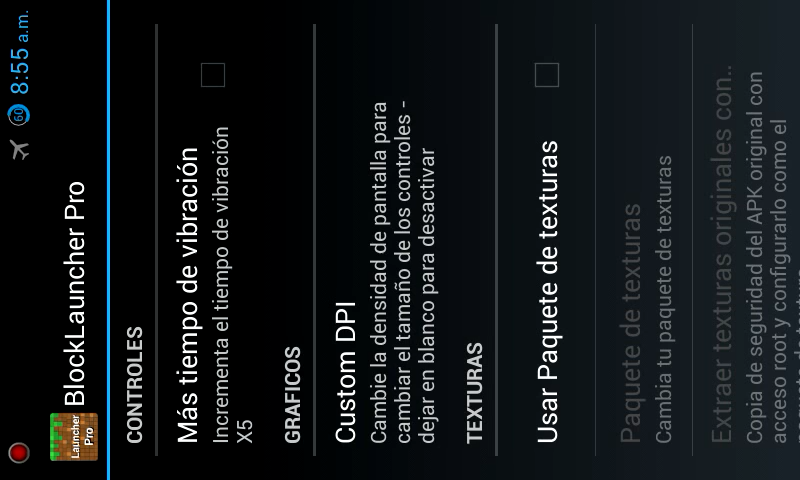 60 8:55 a.m.
Launcher
Pro
BlockLauncher Pro
CONTROLES
Más tiempo de vibración
Incrementa el tiempo de vibración
X5
GRAFICOS
Custom DPI
Cambie la densidad de pantalla para
cambiar el tamaño de los controles -
dejar en blanco para desactivar
TEXTURAS
Usar Paquete de texturas
Paquete de texturas
Cambia tu paquete de texturas
Extraer texturas originales con..
Copia de seguridad del APK original con
acceso root y configurarlo como el